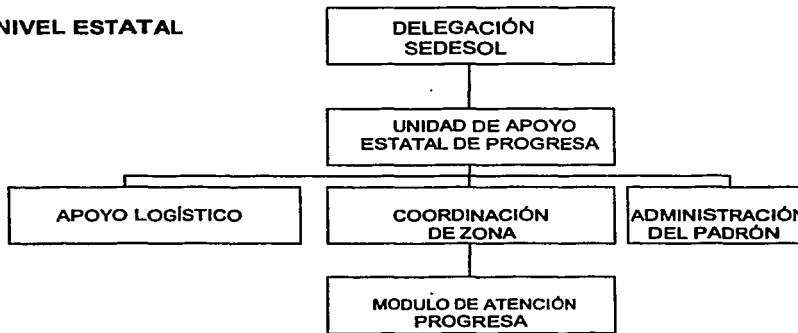 NIVEL ESTATAL
DELEGACIÓN
SEDESOL
UNIDAD DE APOYO
ESTATAL DE PROGRESA
APOYO LOGÍSTICO
COORDINACIÓN
DE ZONA
ADMINISTRACIÓN
DEL PADRÓN
MODULO DE ATENCIÓN
PROGRESA